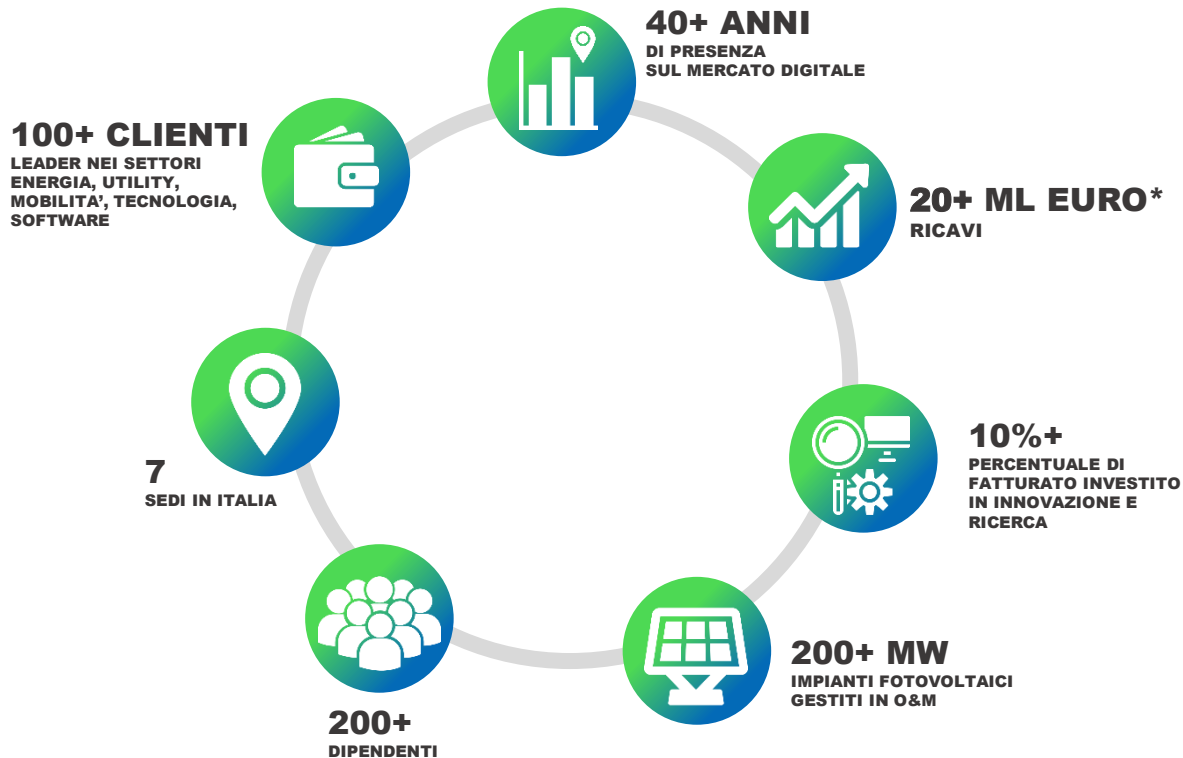 40+ ANNI
DI PRESENZA
SUL MERCATO DIGITALE
100+ CLIENTI
LEADER NEI SETTORI
ENERGIA, UTILITY,
MOBILITA’, TECNOLOGIA,
SOFTWARE
20+ ML EURO*
RICAVI
7
SEDI IN ITALIA
10%+
PERCENTUALE DI
FATTURATO INVESTITO
IN INNOVAZIONE E
RICERCA
200+ MW
IMPIANTI FOTOVOLTAICI
GESTITI IN O&M
200+
DIPENDENTI